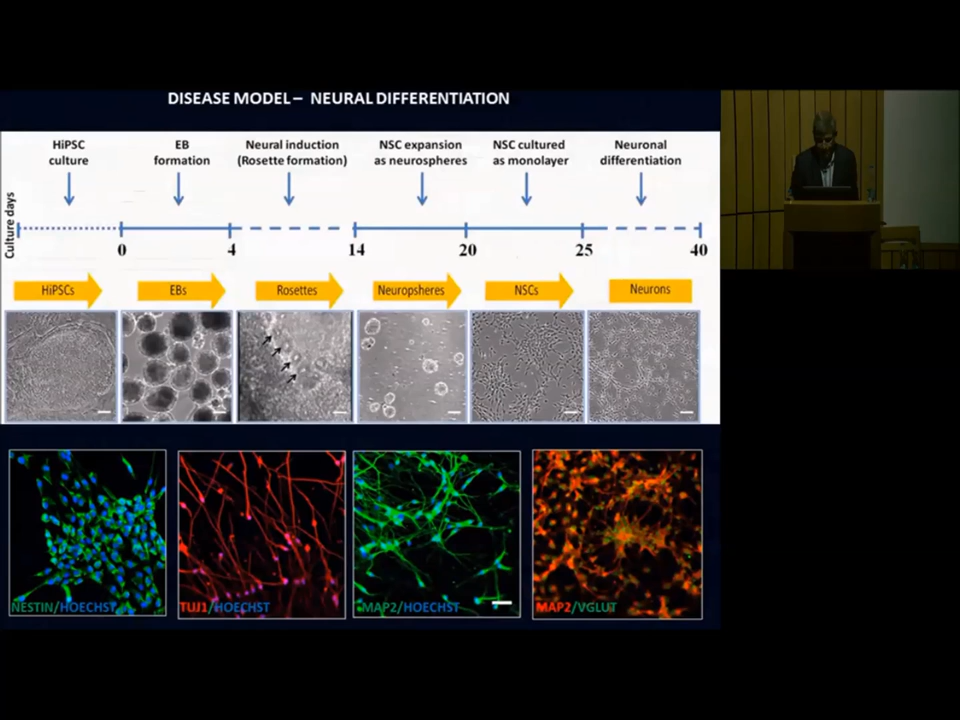 DISEASE MODEL – NEURAL DIFFERENTIATION
HiPSC
culture
EB
formation
Neural induction
(Rosette formation)
NSC expansion
as neurospheres
NSC cultured
as monolayer
Neuronal
differentiation
Culture days
0
4
14
20
25
40
HiPSCs
EBs
Rosettes
Neuropsheres
NSCs
Neurons
NESTIN/HOECHST
TUJ1/HOECHST
MAP2/HOECHST
MAP2/VGLUT